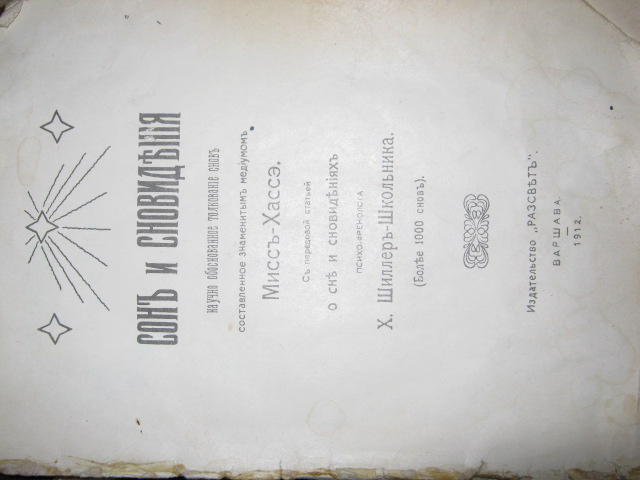 СОНЪ И СНОВИДѢНІЯ
научно обоснованное толкованіе сновъ
составленное знаменитымъ медіумомъ
Миссъ-Хассэ,
Съ передовой статьей
о снѣ и сновидѣніяхъ
ПСИХО-ФРЕНОЛОГА
Х. Шиллеръ-Школьника.
(Болѣе 1000 сновъ).
Издательство „РАЗСВѢТЪ".
ВАРШАВА.
1912.